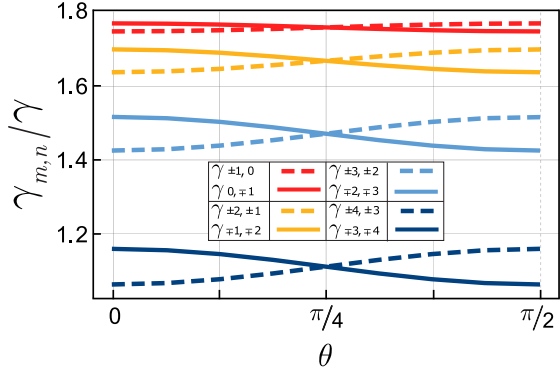 1.8
1.6
1.4
1.2
γm,n/γ
γ ±1, 0
γ 0, ∓1
γ ±2, ±1
γ ∓1, ∓2
γ ±3, ±2
γ ∓2, ∓3
γ ±4, ±3
γ ∓3, ∓4
0
π/4
π/2
θ